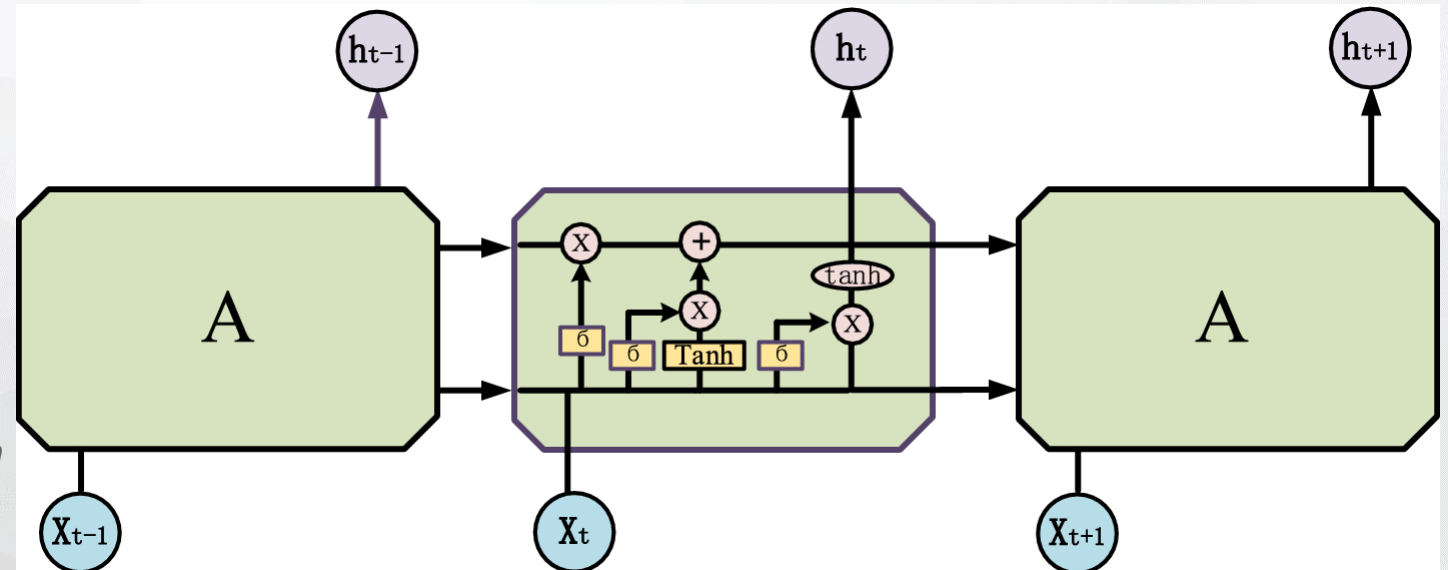 ht-1
ht
ht+1
X
+
tanh
A
X
X
A
б
б
Tanh
б
Xt-1
Xt
Xt+1